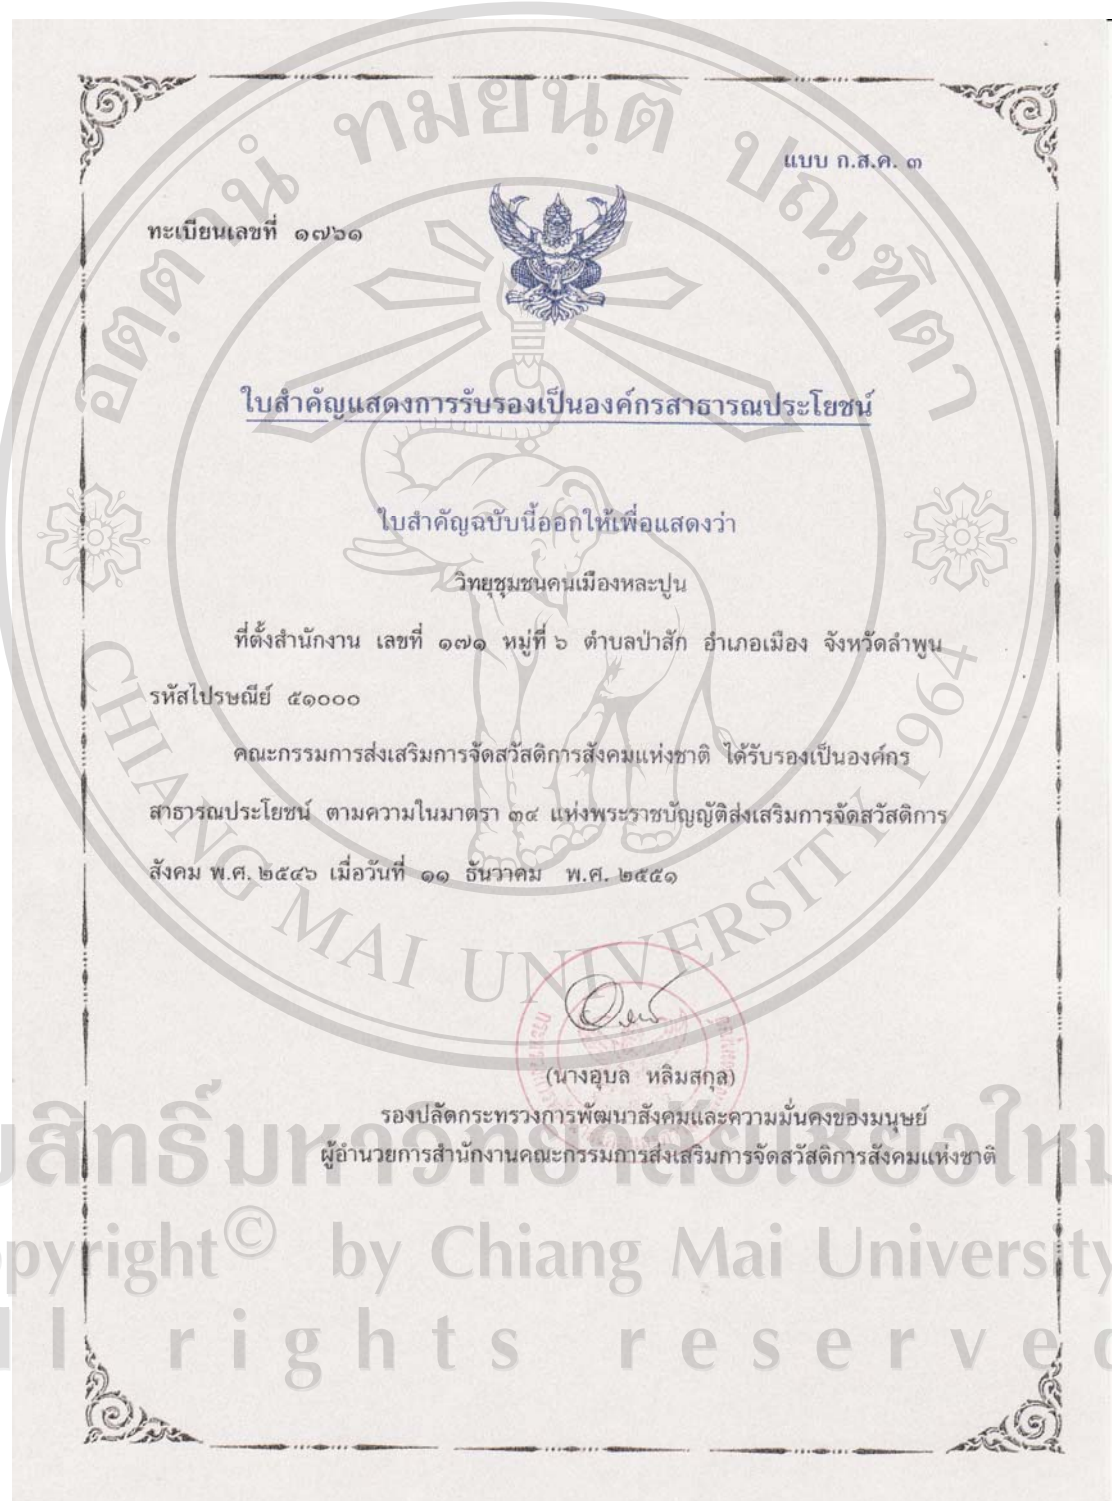 แบบ ก.ส.ค. ๓
ทะเบียนเลขที่ ๑๗๖๑
ใบสำคัญแสดงการรับรองเป็นองค์กรสาธารณประโยชน์
ใบสำคัญฉบับนี้ออกให้เพื่อแสดงว่า
วิทยุชุมชนคนเมืองหละปูน
ที่ตั้งสำนักงาน เลขที่ ๑๗๑ หมู่ที่ ๖ ตำบลป่าสัก อำเภอเมือง จังหวัดลำพูน
รหัสไปรษณีย์ ๕๑๐๐๐
คณะกรรมการส่งเสริมการจัดสวัสดิการสังคมแห่งชาติ ได้รับรองเป็นองค์กร
สาธารณประโยชน์ ตามความในมาตรา ๓๔ แห่งพระราชบัญญัติส่งเสริมการจัดสวัสดิการ
สังคม พ.ศ. ๒๕๔๖ เมื่อวันที่ ๑๑ ธันวาคม พ.ศ. ๒๕๕๑
(นางอุบล หลิมสกุล)
รองปลัดกระทรวงการพัฒนาสังคมและความมั่นคงของมนุษย์
ผู้อำนวยการสำนักงานคณะกรรมการส่งเสริมการจัดสวัสดิการสังคมแห่งชาติ
อตฺตานํ ทมยนฺติ ปณฺฑิตา
CHIANG MAI UNIVERSITY 1964
opyright© by Chiang Mai University
l rights reserve